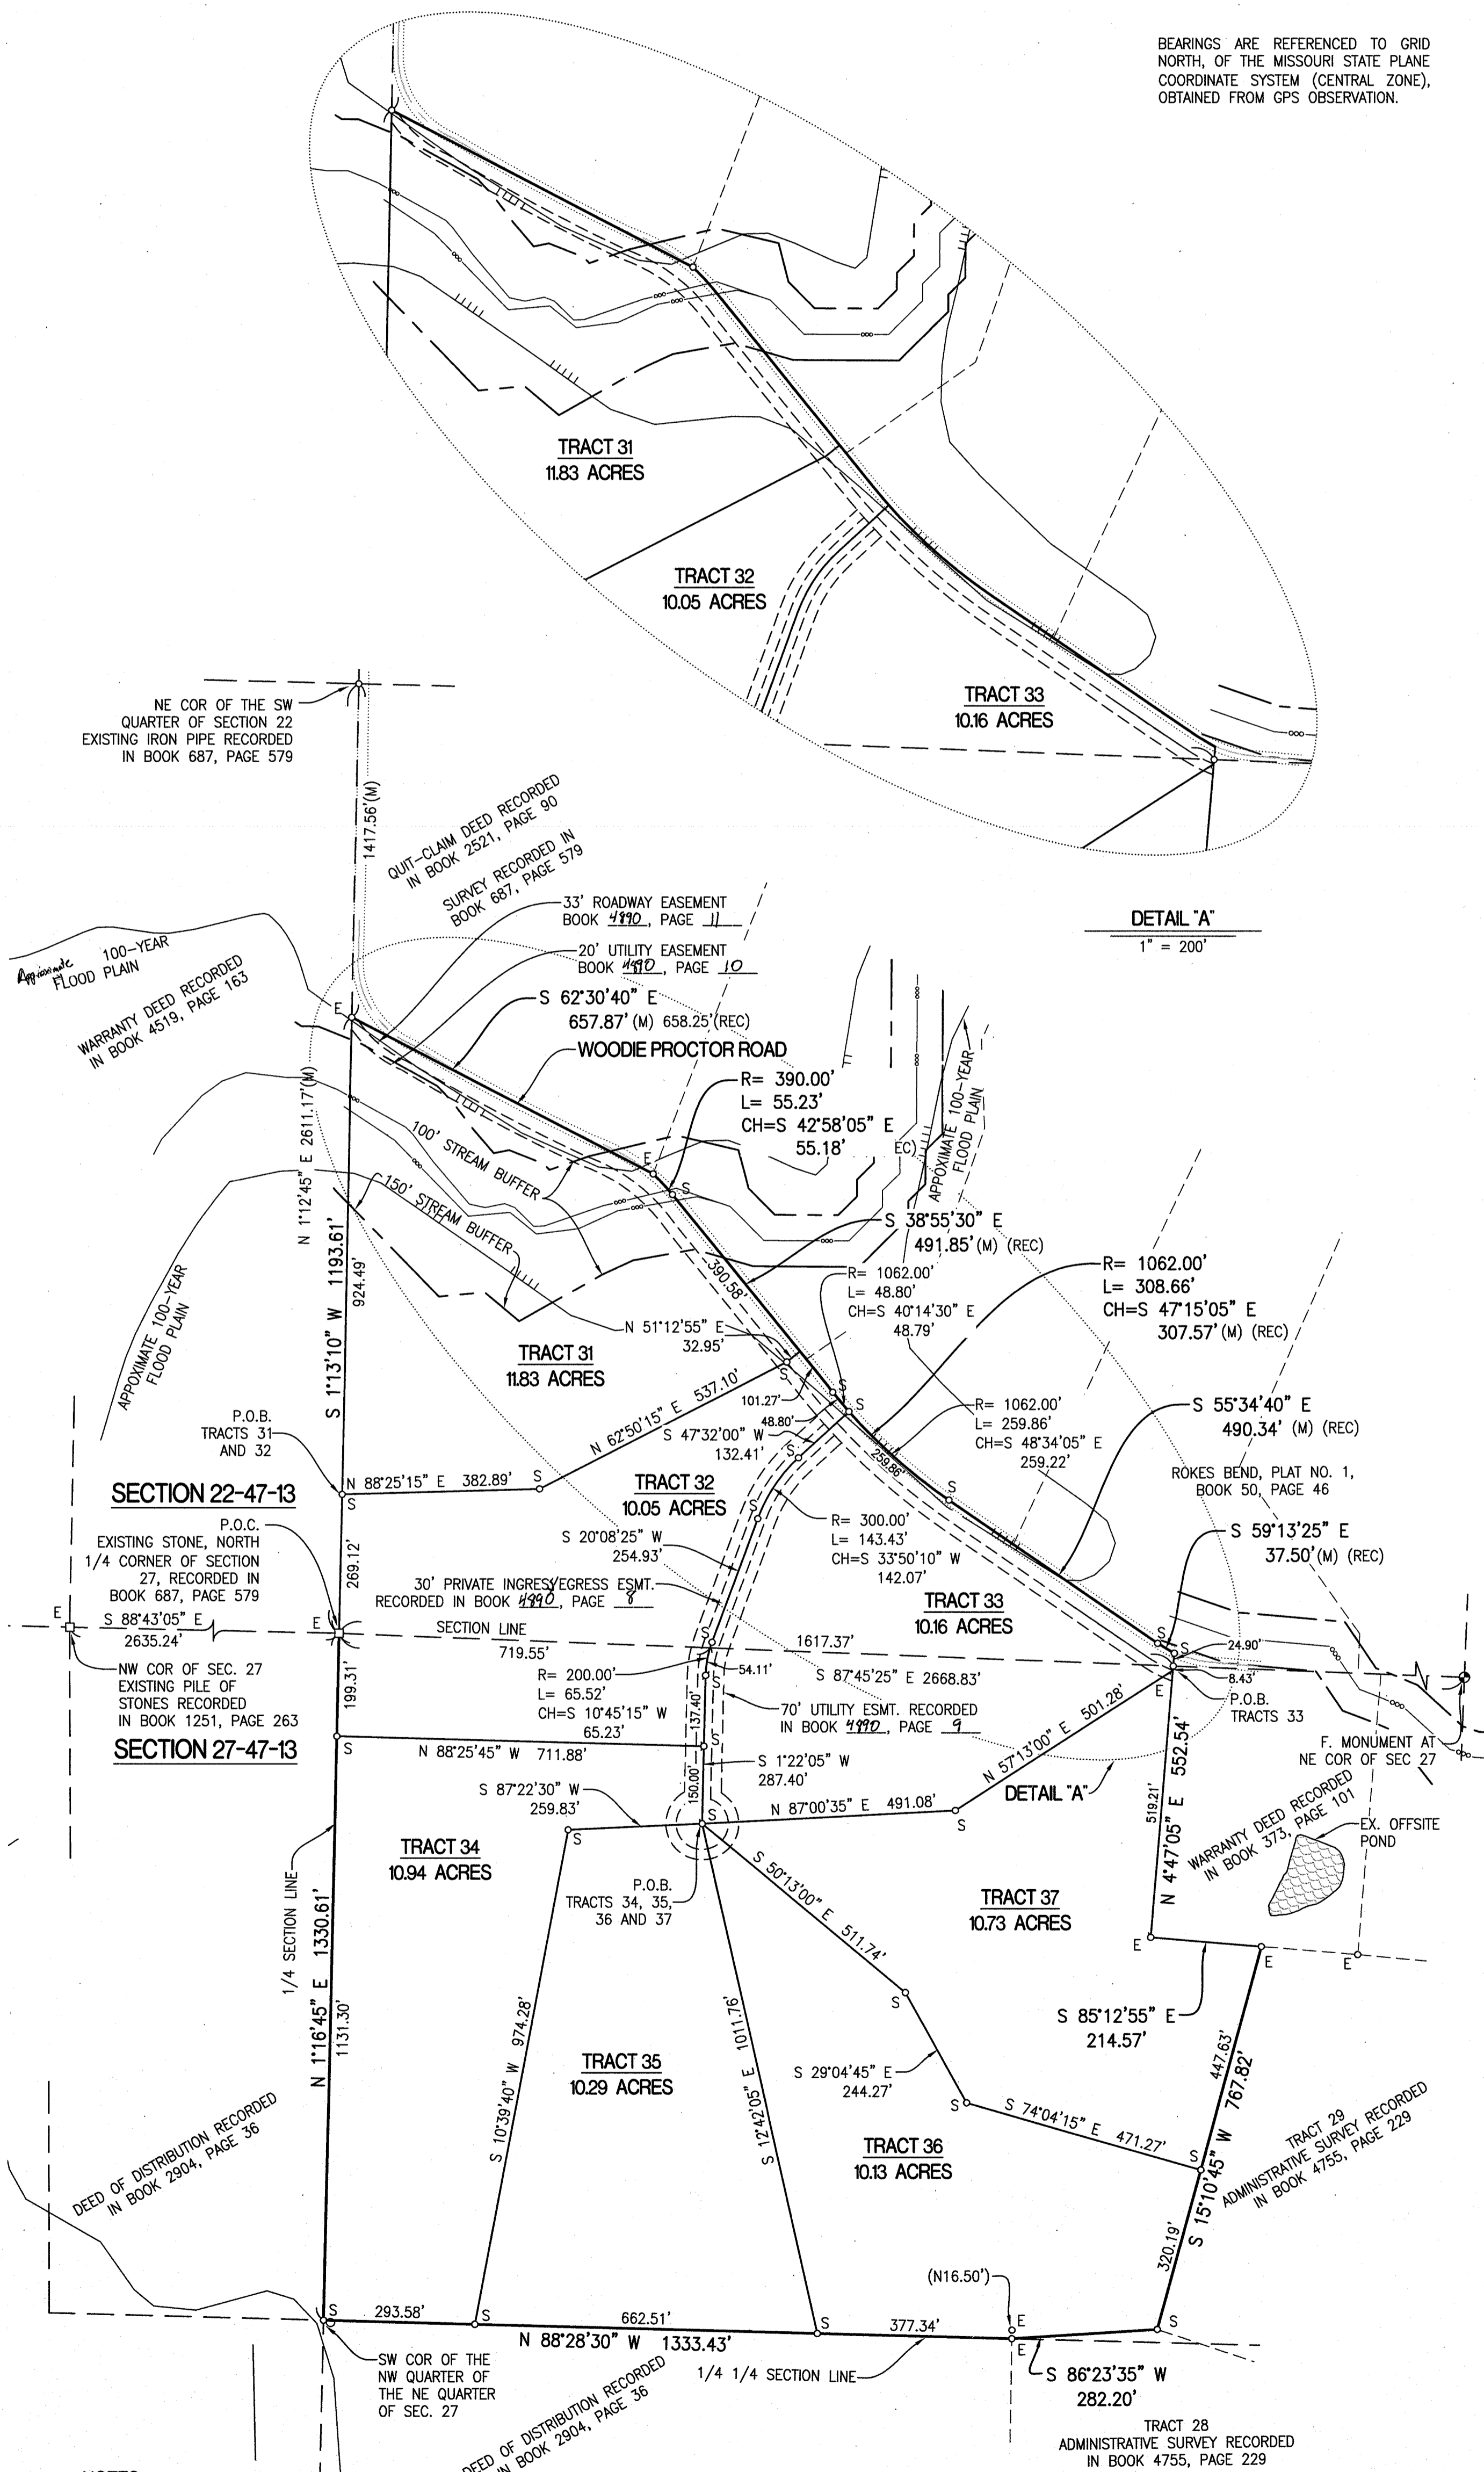 BEARINGS ARE REFERENCED TO GRID
NORTH, OF THE MISSOURI STATE PLANE
COORDINATE SYSTEM (CENTRAL ZONE),
OBTAINED FROM GPS OBSERVATION.
TRACT 31
11.83 ACRES
TRACT 32
10.05 ACRES
TRACT 33
10.16 ACRES
NE COR OF THE SW
QUARTER OF SECTION 22
EXISTING IRON PIPE RECORDED
IN BOOK 687, PAGE 579
1417.56'(M)
QUIT-CLAIM DEED RECORDED
IN BOOK 2521, PAGE 90
SURVEY RECORDED IN
BOOK 687, PAGE 579
33' ROADWAY EASEMENT
BOOK 4890, PAGE 11
20' UTILITY EASEMENT
BOOK 4890, PAGE 10
DETAIL "A"
1" = 200'
Approximate 100-YEAR
FLOOD PLAIN
WARRANTY DEED RECORDED
IN BOOK 4519, PAGE 163
E
S 62°30'40" E
657.87' (M) 658.25'(REC)
WOODIE PROCTOR ROAD
R= 390.00'
L= 55.23'
CH=S 42°58'05" E
55.18'
EC)
APPOXIMATE 100-YEAR
FLOOD PLAIN
N 1°12'45" E 2611.17'(M)
100' STREAM BUFFER
150' STREAM BUFFER
E
S
S 38°55'30" E
491.85'(M) (REC)
390.58'
R= 1062.00'
L= 48.80'
CH=S 40°14'30" E
48.79'
R= 1062.00'
L= 308.66'
CH=S 47°15'05" E
307.57'(M) (REC)
S 1°13'10" W 1193.61'
924.49'
APPOXIMATE 100-YEAR
FLOOD PLAIN
N 51°12'55" E
32.95'
TRACT 31
11.83 ACRES
S
101.27'
S
S
48.80'
N 62°50'15" E 537.10'
S 47°32'00" W
132.41'
S
259.86'
R= 1062.00'
L= 259.86'
CH=S 48°34'05" E
259.22'
S 55°34'40" E
490.34' (M) (REC)
P.O.B.
TRACTS 31
AND 32
N 88°25'15" E 382.89'
S
S
TRACT 32
10.05 ACRES
S
S
ROKES BEND, PLAT NO. 1,
BOOK 50, PAGE 46
SECTION 22-47-13
P.O.C.
EXISTING STONE, NORTH
1/4 CORNER OF SECTION
27, RECORDED IN
BOOK 687, PAGE 579
269.12'
S 20°08'25" W
254.93'
R= 300.00'
L= 143.43'
CH=S 33°50'10" W
142.07'
S 59°13'25" E
37.50'(M) (REC)
30' PRIVATE INGRESS/EGRESS ESMT.
RECORDED IN BOOK 4890, PAGE 8
TRACT 33
10.16 ACRES
E
S 88°43'05" E
2635.24'
E
SECTION LINE
719.55'
S
1617.37'
S
S
24.90'
NW COR OF SEC. 27
EXISTING PILE OF
STONES RECORDED
IN BOOK 1251, PAGE 263
199.31'
R= 200.00'
L= 65.52'
CH=S 10°45'15" W
65.23'
54.11'
S
S 87°45'25" E 2668.83'
8.43'
E
P.O.B.
TRACTS 33
137.40'
70' UTILITY ESMT. RECORDED
IN BOOK 4890, PAGE 9
501.28'
SECTION 27-47-13
S
N 88°25'45" W 711.88'
S
S 1°22'05" W
287.40'
N 57°13'00" E
F. MONUMENT AT
NE COR OF SEC 27
S 87°22'30" W
259.83'
150.00'
S
N 87°00'35" E 491.08'
S
DETAIL "A"
519.21'
N 4°47'05" E 552.54'
WARRANTY DEED RECORDED
IN BOOK 373, PAGE 101
EX. OFFSITE
POND
S
TRACT 34
10.94 ACRES
P.O.B.
TRACTS 34, 35,
36 AND 37
S 50°13'00" E 511.74'
TRACT 37
10.73 ACRES
E
E
E
1/4 SECTION LINE
N 1°16'45" E 1330.61'
1131.30'
S
S 85°12'55" E
214.57'
S 10°39'40" W 974.28'
TRACT 35
10.29 ACRES
S 12°42'05" E 1011.76'
S 29°04'45" E
244.27'
S
S 74°04'15" E 471.27'
447.63'
S 15°10'45" W 767.82'
DEED OF DISTRIBUTION RECORDED
IN BOOK 2904, PAGE 36
TRACT 36
10.13 ACRES
S
TRACT 29
ADMINISTRATIVE SURVEY RECORDED
IN BOOK 4755, PAGE 229
320.19'
(N16.50')
S
293.58'
S
662.51'
S
377.34'
E
E
S
N 88°28'30" W 1333.43'
SW COR OF THE
NW QUARTER OF
THE NE QUARTER
OF SEC. 27
1/4 1/4 SECTION LINE
S 86°23'35" W
282.20'
DEED OF DISTRIBUTION RECORDED
IN BOOK 2904, PAGE 36
TRACT 28
ADMINISTRATIVE SURVEY RECORDED
IN BOOK 4755, PAGE 229